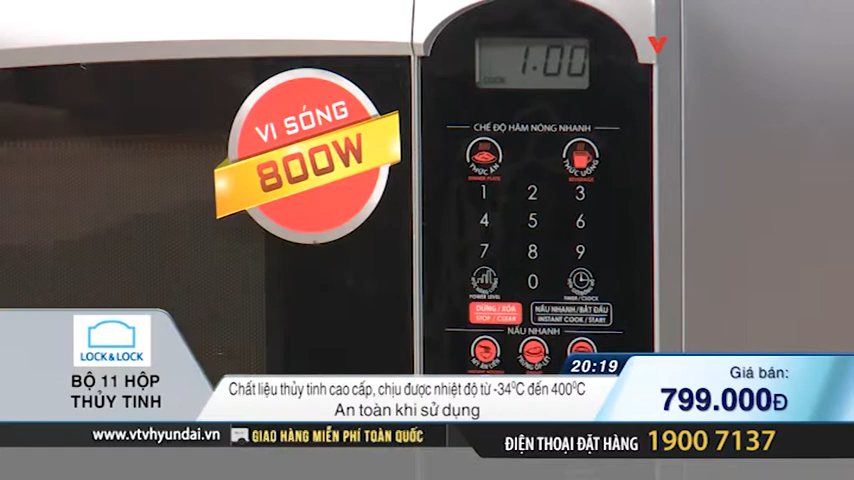 1:00
COOK
VI SÓNG
800W
CHẾ ĐỘ HÂM NÓNG NHANH
THỨC ĂN
THỨC UỐNG
DINNER PLATE
BEVERAGE
1 2 3
4 5 6
7 8 9
0
POWER LEVEL
TIMER/CLOCK
DỪNG/XÓA
STOP/CLEAR
NẤU NHANH/BẮT ĐẦU
INSTANT COOK/START
NẤU NHANH
TRỨNG ỐP LẾT
LOCK&LOCK
BỘ 11 HỘP
THỦY TINH
Chất liệu thủy tinh cao cấp, chịu được nhiệt độ từ -34⁰C đến 400⁰C
An toàn khi sử dụng
20:19
Giá bán:
799.000Đ
www.vtvhyundai.vn
GIAO HÀNG MIỄN PHÍ TOÀN QUỐC
ĐIỆN THOẠI ĐẶT HÀNG 1900 7137